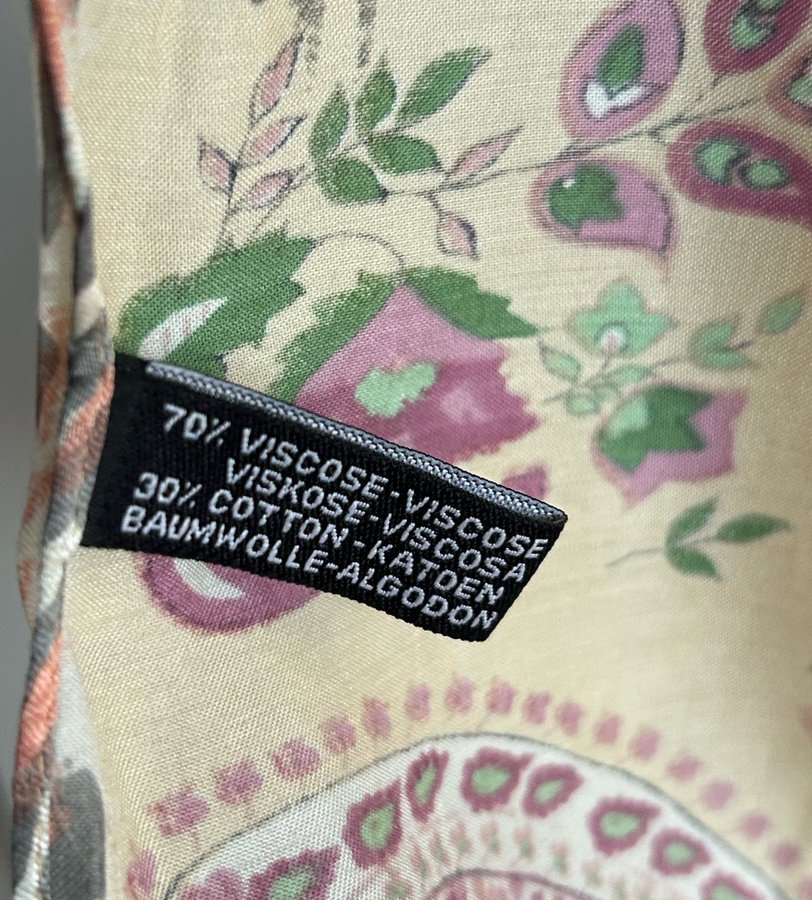 70% VISCOSE-VISCOSE
VISKOSE-VISCOSA
30% COTTON-KATOEN
BAUMWOLLE-ALGODON